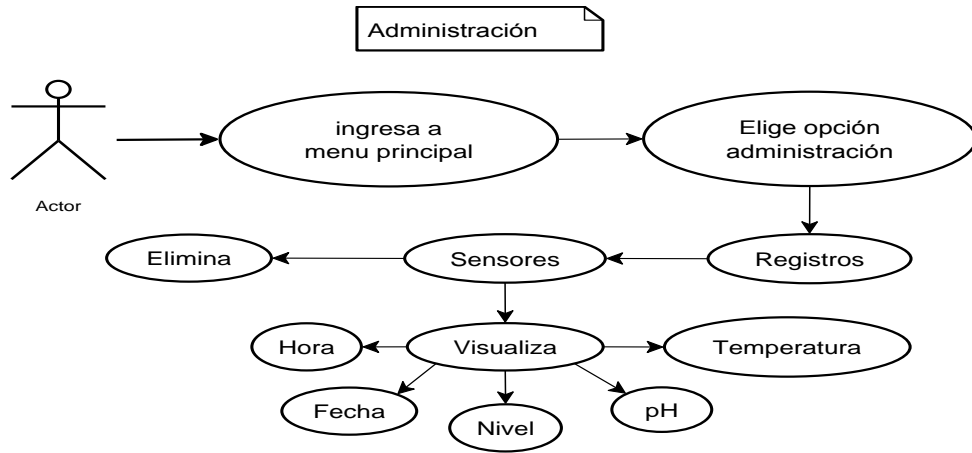 Administración
ingresa a
menu principal
Elige opción
administración
Actor
Elimina
Sensores
Registros
Hora
Visualiza
Temperatura
Fecha
Nivel
pH